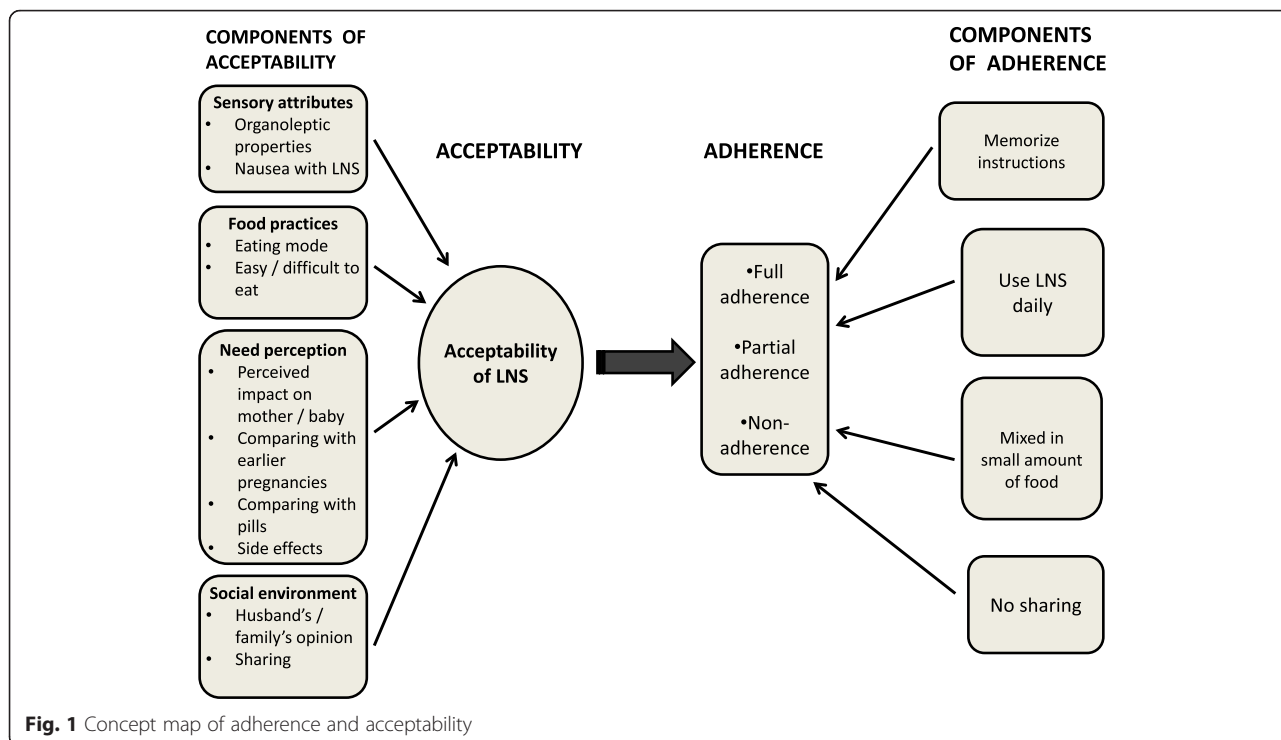 COMPONENTS OF
ACCEPTABILITY
Sensory attributes
• Organoleptic
properties
• Nausea with LNS
Food practices
• Eating mode
• Easy / difficult to
eat
Need perception
• Perceived
impact on
mother / baby
• Comparing with
earlier
pregnancies
• Comparing with
pills
• Side effects
Social environment
• Husband's /
family's opinion
• Sharing
ACCEPTABILITY
Acceptability
of LNS
ADHERENCE
•Full
adherence
•Partial
adherence
•Non-
adherence
COMPONENTS
OF ADHERENCE
Memorize
instructions
Use LNS
daily
Mixed in
small amount
of food
No sharing
Fig. 1 Concept map of adherence and acceptability